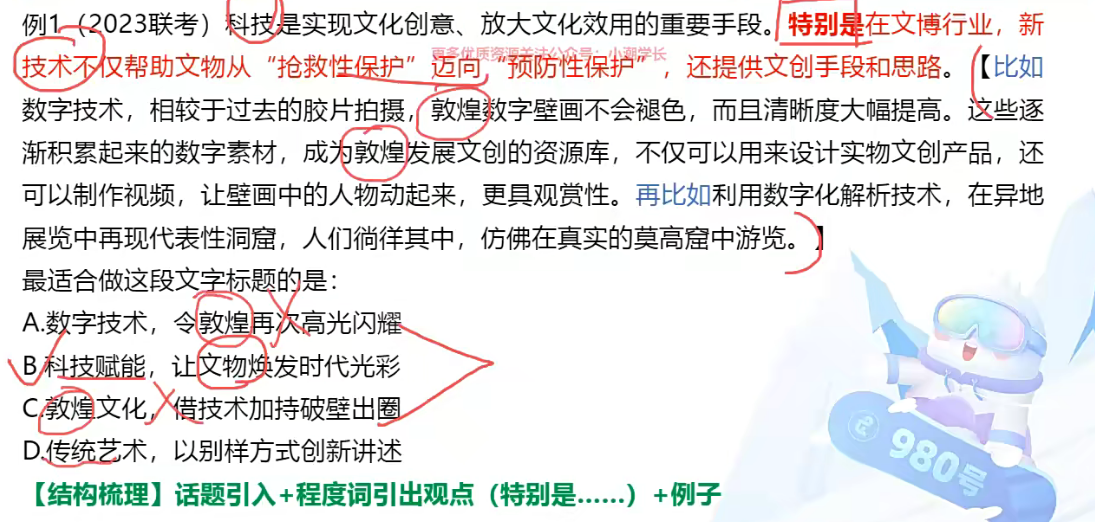 例1（2023联考）科技是实现文化创意、放大文化效用的重要手段。特别是在文博行业，新
更多优质资源关注公众号：小潮学长
技术不仅帮助文物从“抢救性保护”迈向“预防性保护”，还提供文创手段和思路。【比如
数字技术，相较于过去的胶片拍摄，敦煌数字壁画不会褪色，而且清晰度大幅提高。这些逐
渐积累起来的数字素材，成为敦煌发展文创的资源库，不仅可以用来设计实物文创产品，还
可以制作视频，让壁画中的人物动起来，更具观赏性。再比如利用数字化解析技术，在异地
展览中再现代表性洞窟，人们徜徉其中，仿佛在真实的莫高窟中游览。】
最适合做这段文字标题的是：
A.数字技术，令敦煌再次高光闪耀
B.科技赋能，让文物焕发时代光彩
C.敦煌文化，借技术加持破壁出圈
D.传统艺术，以别样方式创新讲述
980号
【结构梳理】话题引入+程度词引出观点（特别是……）+例子